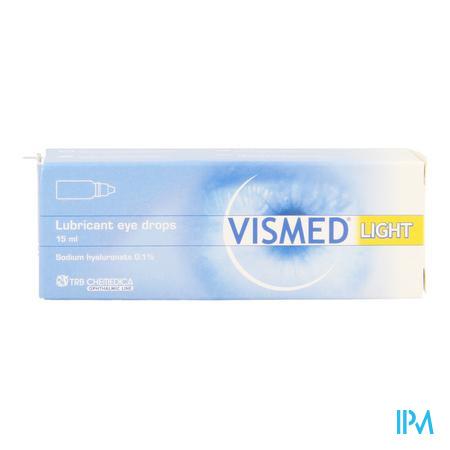 Lubricant eye drops
15 ml
Sodium hyaluronate 0.1%
VISMED® LIGHT
TRB CHEMEDICA
OPHTHALMIC LINE
IPM